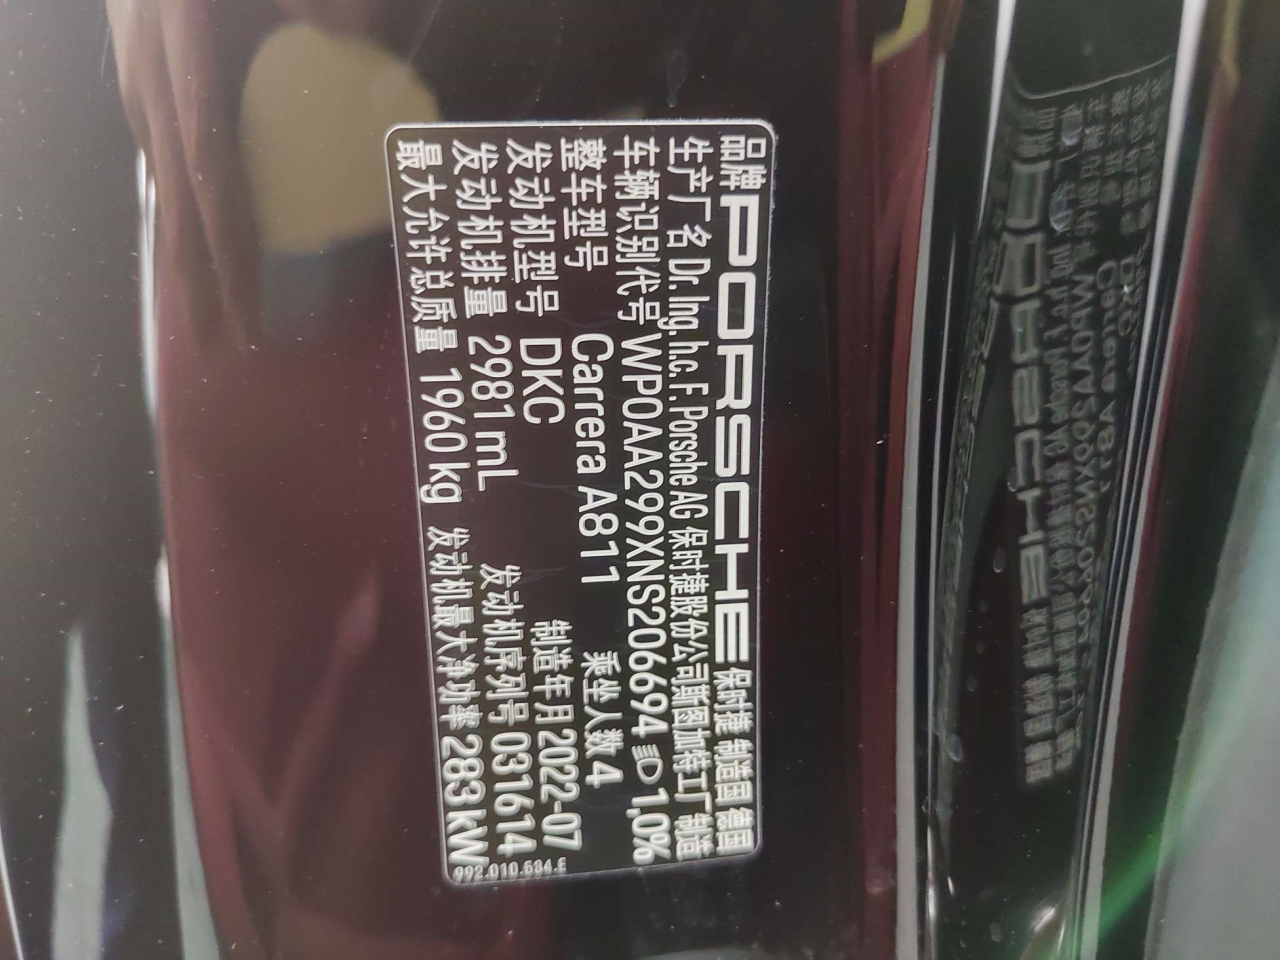 品牌 PORSCHE 保时捷 制造国 德国
生产厂名 Dr. Ing. h.c. F. Porsche AG 保时捷股份公司斯图加特工厂制造
车辆识别代号 WP0AA299XNS206694 1,0%
整车型号 Carrera A811 乘坐人数 4
发动机型号 DKC 制造年月 2022-07
发动机排量 2981 mL 发动机序列号 031614
最大允许总质量 1960 kg 发动机最大净功率 283 kW
992.010.534.E